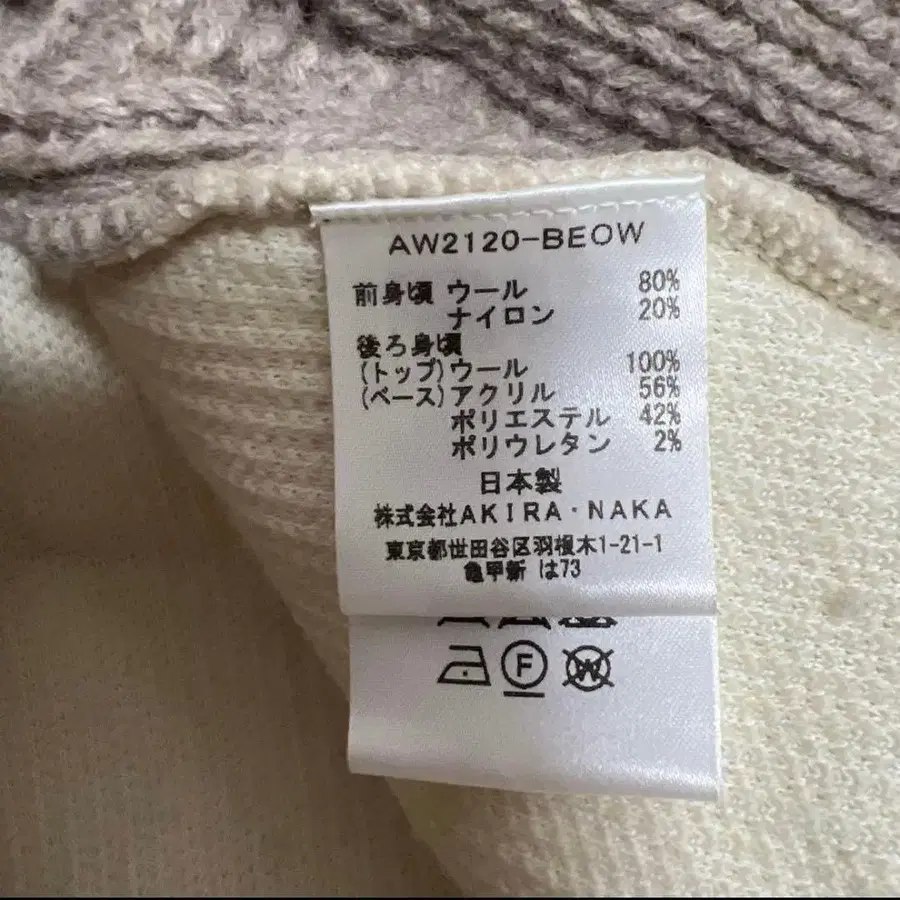 AW2120-BEOW
前身頃 ウール 80%
ナイロン 20%
後ろ身頃
(トップ)ウール 100%
(ベース)アクリル 56%
ポリエステル 42%
ポリウレタン 2%
日本製
株式会社AKIRA・NAKA
東京都世田谷区羽根木1-21-1
亀甲新 は73
F W